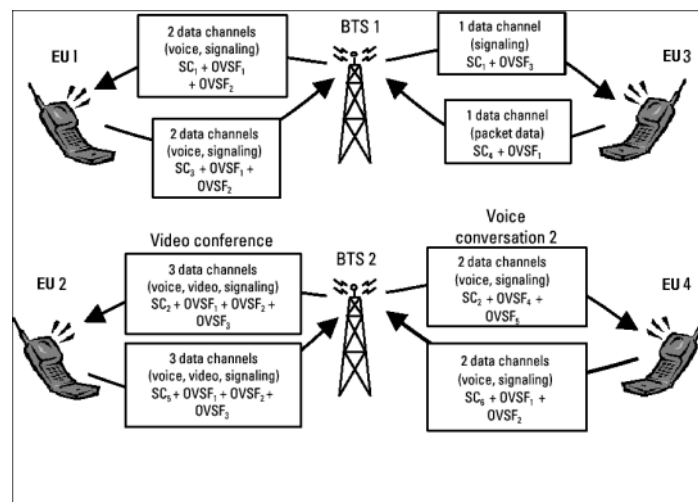 EU 1
2 data channels
(voice, signaling)
SC₁ + OVSF₁
+ OVSF₂
2 data channels
(voice, signaling)
SC₃ + OVSF₁ +
OVSF₂
BTS 1
1 data channel
(signaling)
SC₁ + OVSF₃
1 data channel
(packet data)
SC₄ + OVSF₁
EU 3
Video conference
EU 2
3 data channels
(voice, video, signaling)
SC₂ + OVSF₁ + OVSF₂ +
OVSF₃
3 data channels
(voice, video, signaling)
SC₅ + OVSF₁ + OVSF₂ +
OVSF₃
BTS 2
Voice
conversation 2
2 data channels
(voice, signaling)
SC₂ + OVSF₄ +
OVSF₅
2 data channels
(voice, signaling)
SC₆ + OVSF₁ +
OVSF₂
EU 4